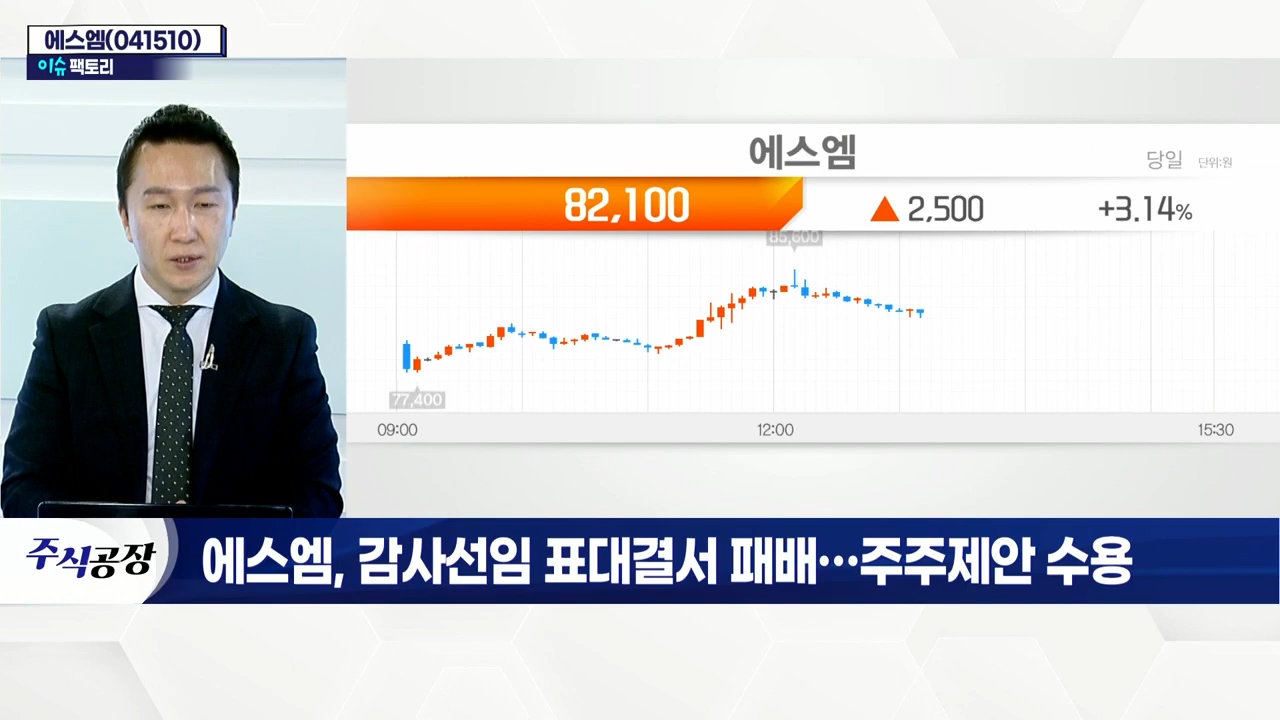 에스엠(041510)
이슈 팩토리
에스엠
당일 단위:원
82,100 ▲ 2,500 +3.14%
85,600
77,400
09:00 12:00 15:30
주식공장
에스엠, 감사선임 표대결서 패배…주주제안 수용